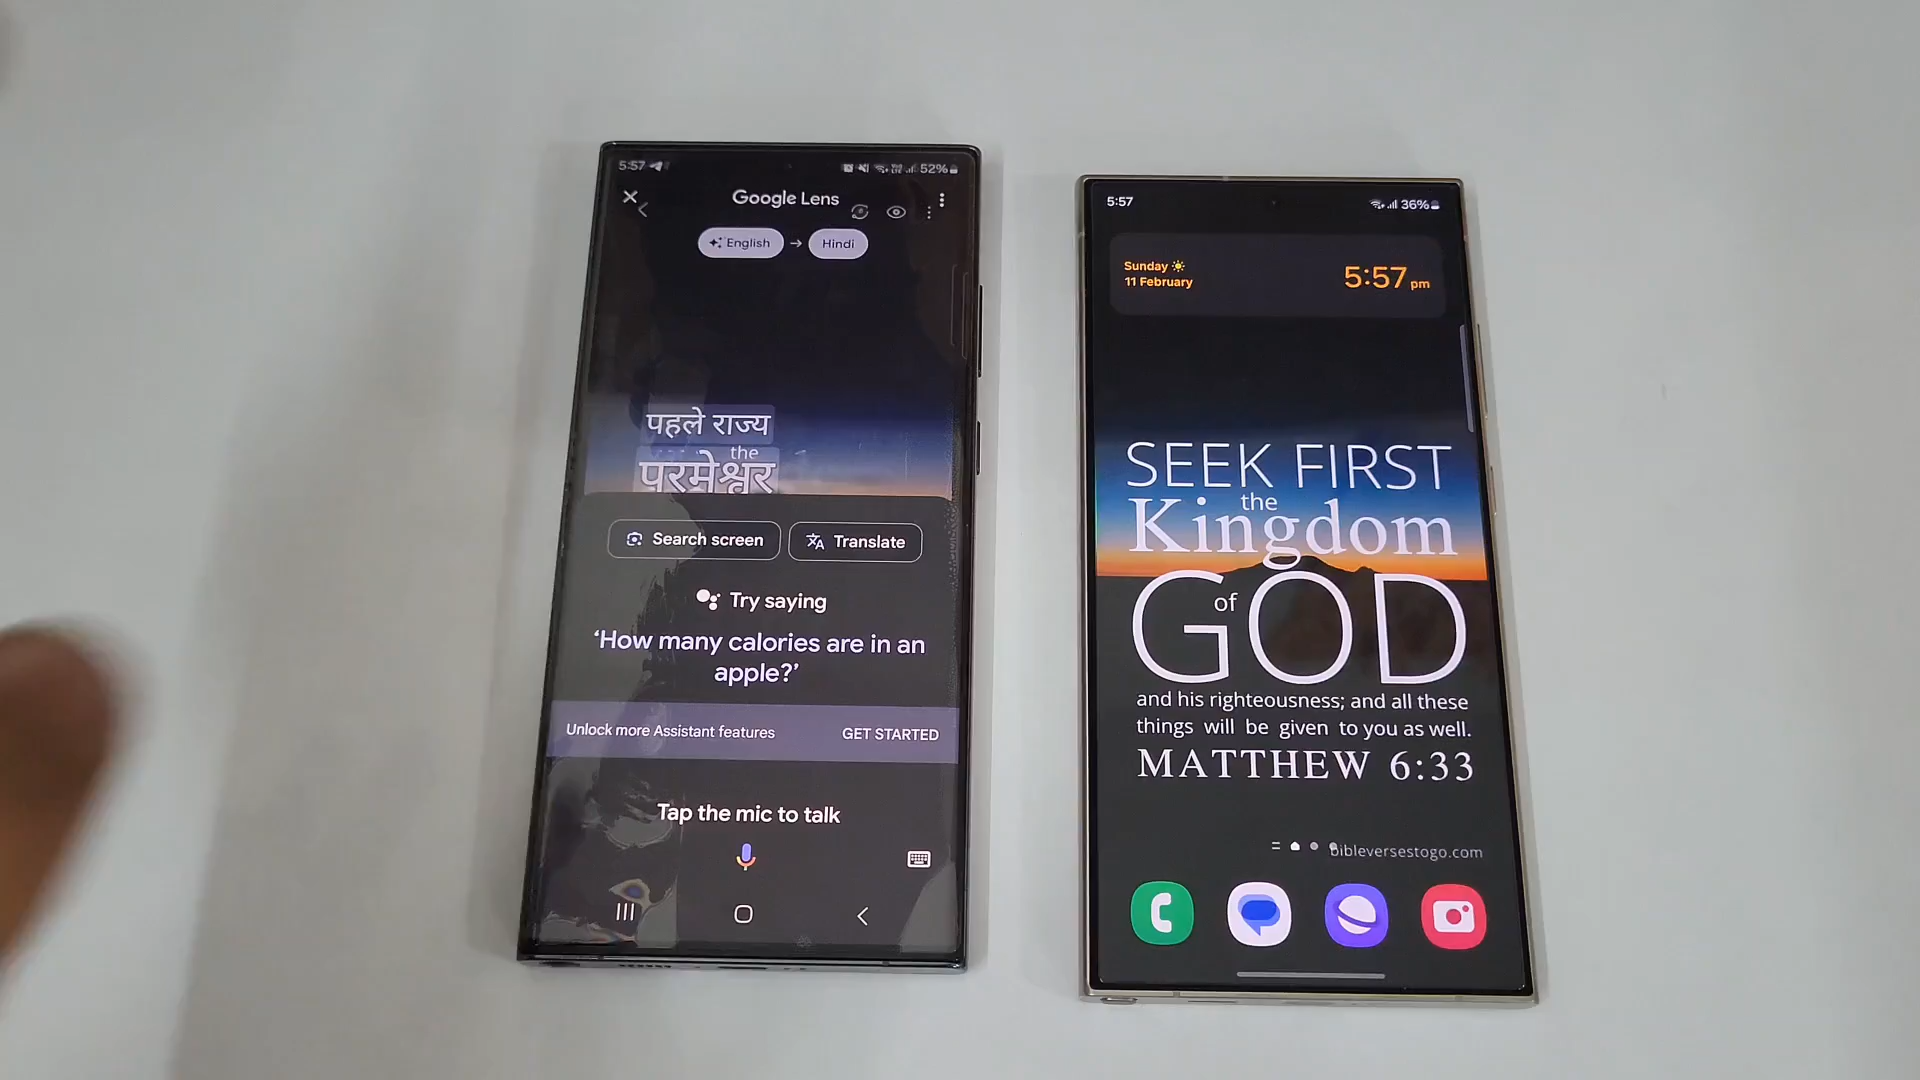 5:57
52%
Google Lens
English → Hindi
पहले राज्य
the
परमेश्वर
Search screen
Translate
Try saying
‘How many calories are in an
apple?’
Unlock more Assistant features
GET STARTED
Tap the mic to talk
5:57
36%
Sunday
11 February
5:57 pm
SEEK FIRST
the
Kingdom
of
GOD
and his righteousness; and all these
things will be given to you as well.
MATTHEW 6:33
bibleversestogo.com